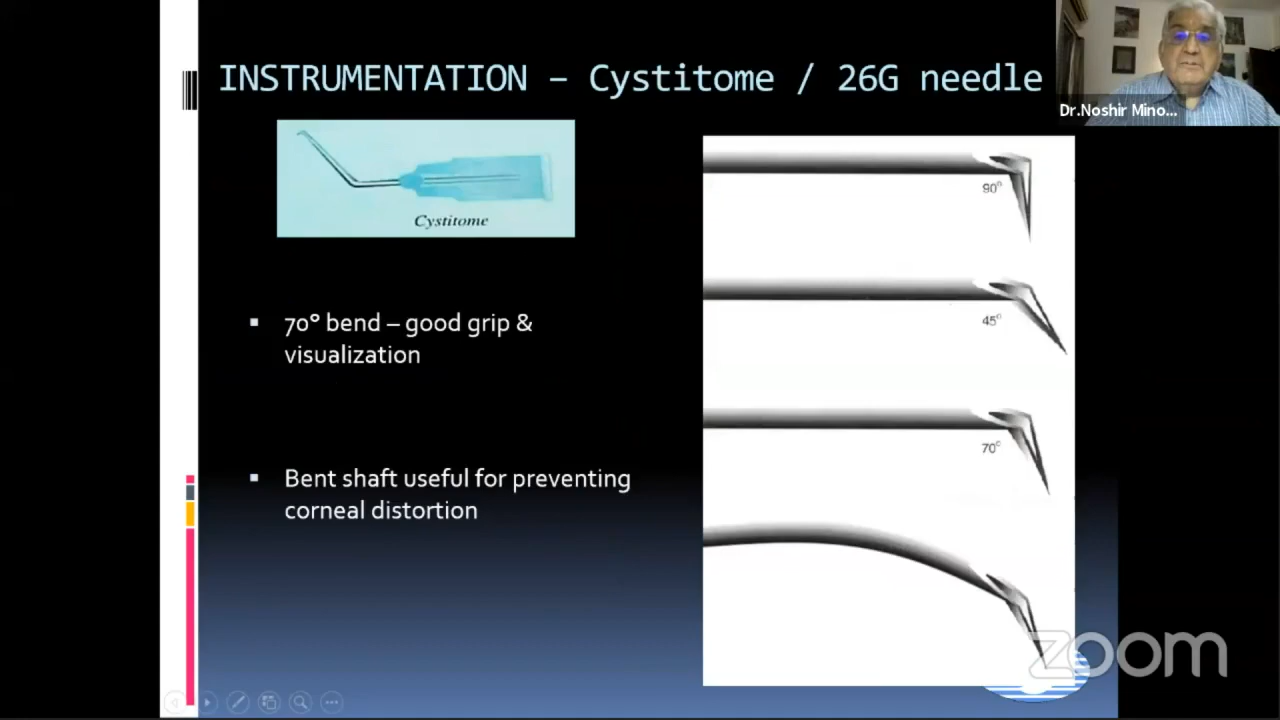 INSTRUMENTATION – Cystitome / 26G needle
Dr.Noshir Mino...
Cystitome
90°
45°
70°
70° bend – good grip &
visualization
Bent shaft useful for preventing
corneal distortion
zoom